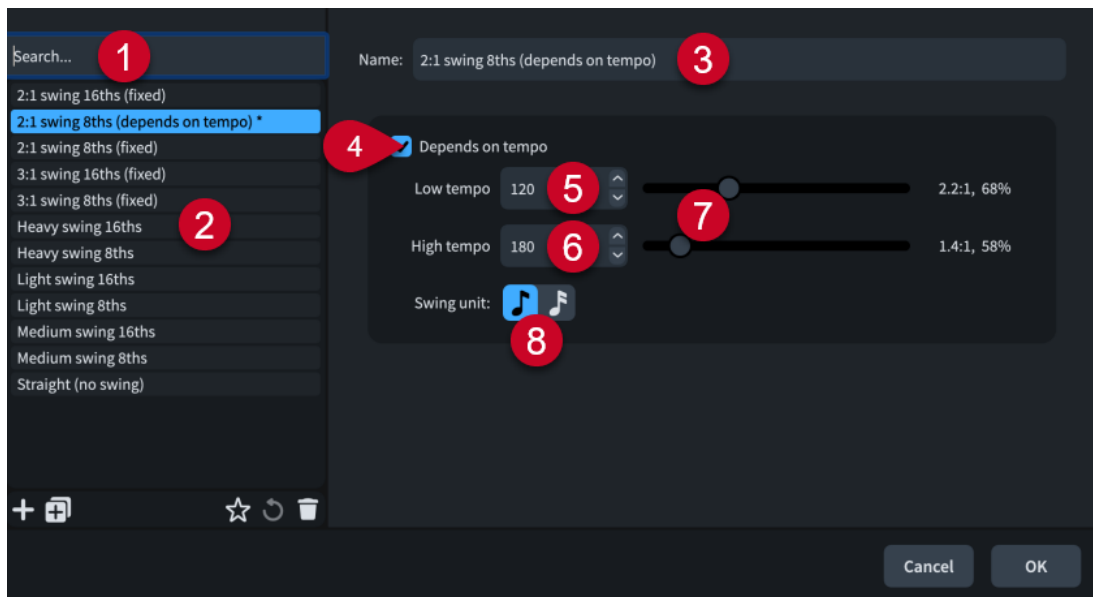 Search... 1
2:1 swing 16ths (fixed)
2:1 swing 8ths (depends on tempo) *
2:1 swing 8ths (fixed)
3:1 swing 16ths (fixed)
3:1 swing 8ths (fixed)
Heavy swing 16ths
2
Heavy swing 8ths
Light swing 16ths
Light swing 8ths
Medium swing 16ths
Medium swing 8ths
Straight (no swing)
Name: 2:1 swing 8ths (depends on tempo) 3
4 Depends on tempo
Low tempo 120 5 2.2:1, 68%
7
High tempo 180 6 1.4:1, 58%
Swing unit:
8
Cancel OK